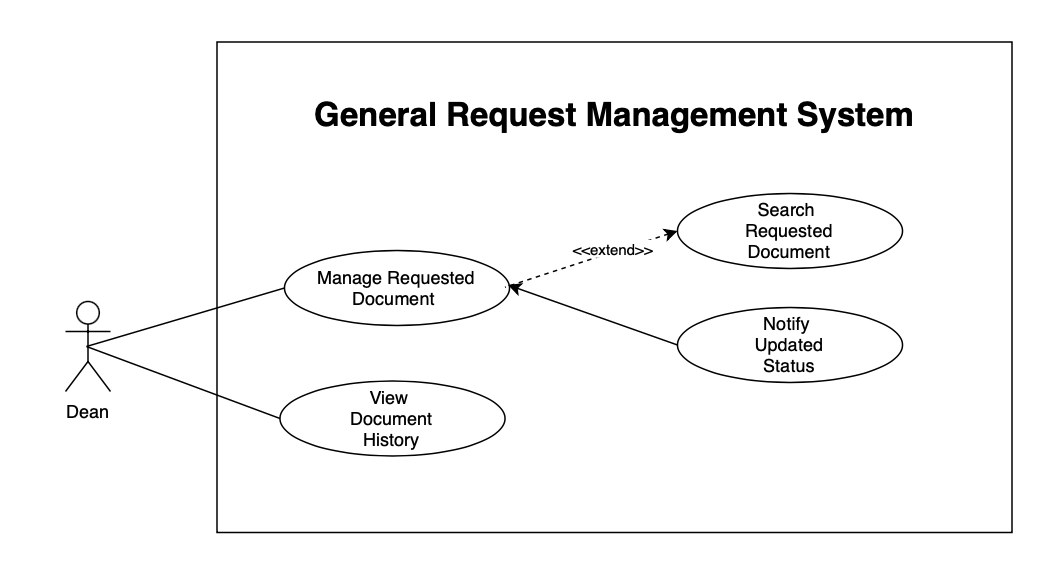 General Request Management System
Search
Requested
Document
<<extend>>
Manage Requested
Document
Notify
Updated
Status
View
Document
History
Dean